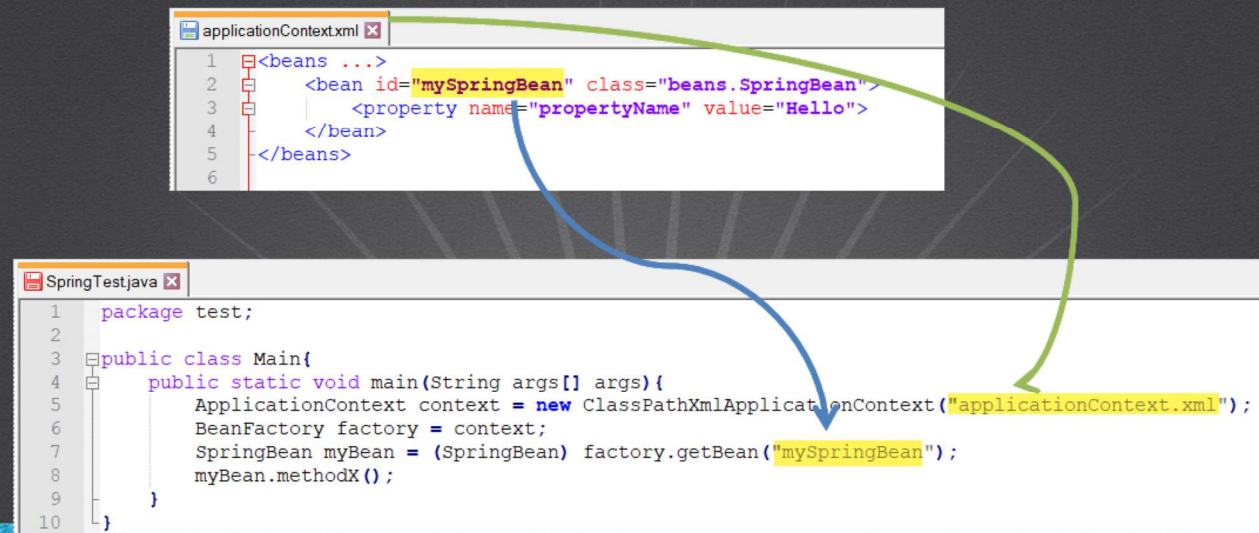 applicationContext.xml
1 <beans ...>
2 <bean id="mySpringBean" class="beans.SpringBean">
3 <property name="propertyName" value="Hello">
4 </bean>
5 </beans>
6
SpringTest.java
1 package test;
2
3 public class Main{
4 public static void main(String args[] args){
5 ApplicationContext context = new ClassPathXmlApplicationContext("applicationContext.xml");
6 BeanFactory factory = context;
7 SpringBean myBean = (SpringBean) factory.getBean("mySpringBean");
8 myBean.methodX();
9 }
10 }